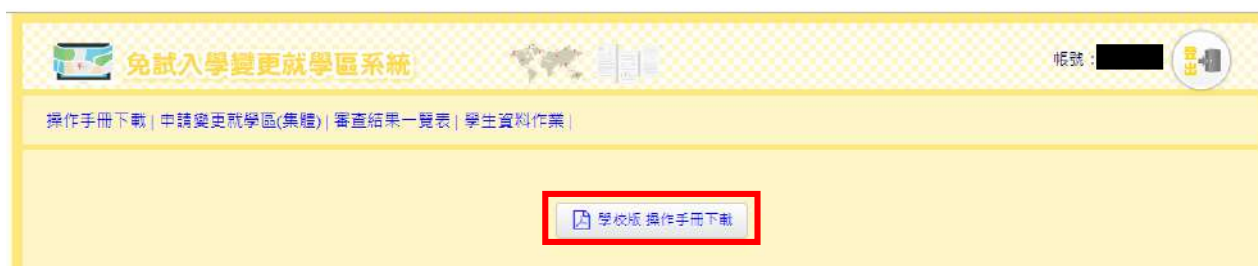 免試入學變更就學區系統
帳號：
登出
操作手冊下載 | 申請變更就學區(集體) | 審查結果一覽表 | 學生資料作業 |
學校版 操作手冊下載